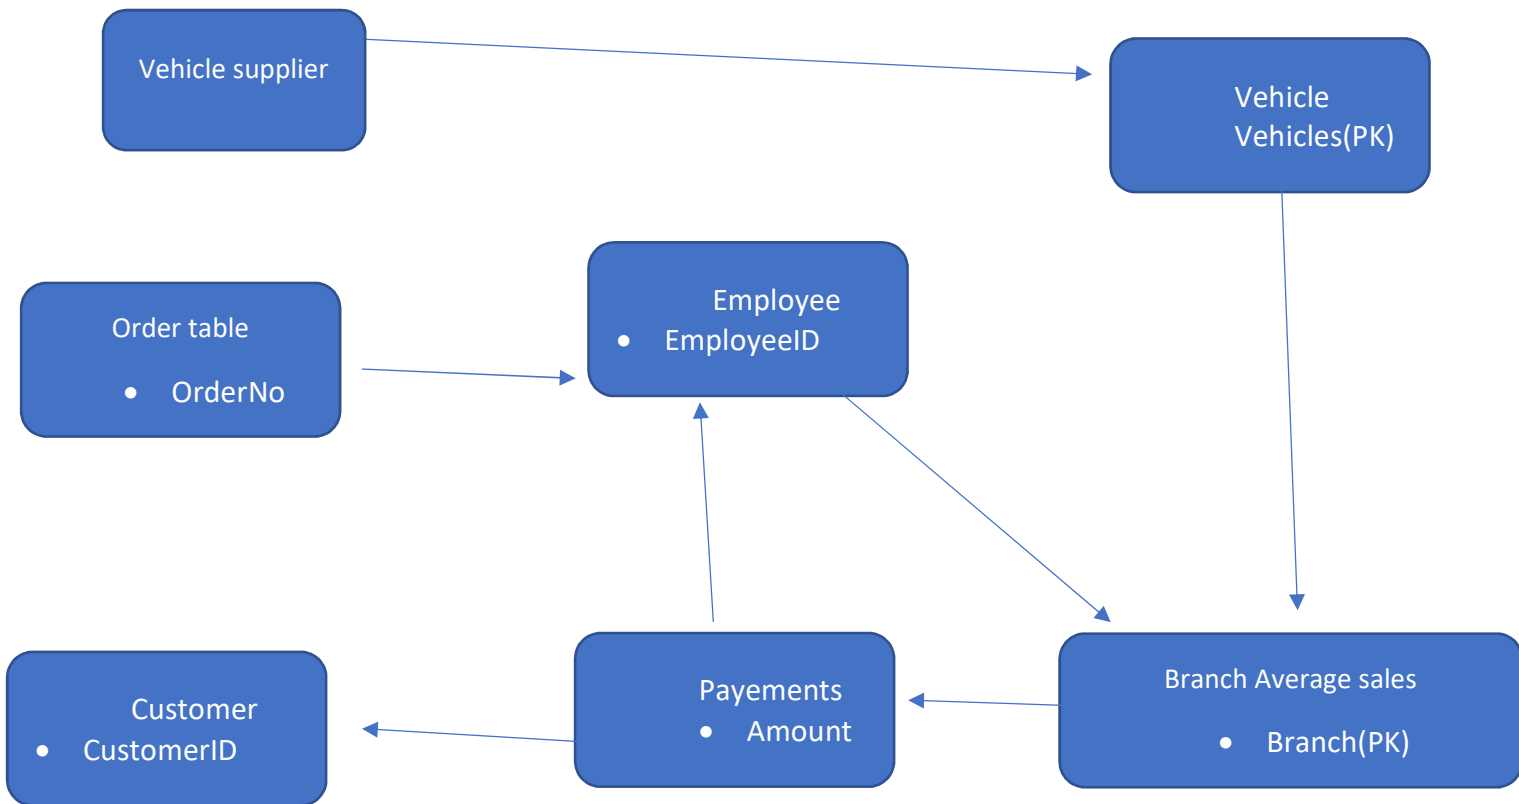 Vehicle supplier
Vehicle
Vehicles(PK)
Employee
• EmployeeID
Order table
• OrderNo
Customer
• CustomerID
Payements
• Amount
Branch Average sales
• Branch(PK)